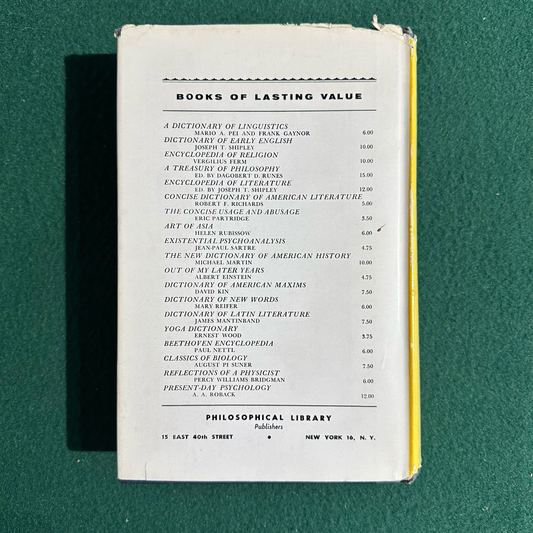 BOOKS OF LASTING VALUE
A DICTIONARY OF LINGUISTICS
MARIO A. PEI AND FRANK GAYNOR 6.00
DICTIONARY OF EARLY ENGLISH
JOSEPH T. SHIPLEY 10.00
ENCYCLOPEDIA OF RELIGION
VERGILIUS FERM 10.00
A TREASURY OF PHILOSOPHY
ED. BY DAGOBERT D. RUNES 15.00
ENCYCLOPEDIA OF LITERATURE
ED. BY JOSEPH T. SHIPLEY 12.00
CONCISE DICTIONARY OF AMERICAN LITERATURE
ROBERT F. RICHARDS 5.00
THE CONCISE USAGE AND ABUSAGE
ERIC PARTRIDGE 3.50
ART OF ASIA
HELEN RUBISSOW 6.00
EXISTENTIAL PSYCHOANALYSIS
JEAN-PAUL SARTRE 4.75
THE NEW DICTIONARY OF AMERICAN HISTORY
MICHAEL MARTIN 10.00
OUT OF MY LATER YEARS
ALBERT EINSTEIN 4.75
DICTIONARY OF AMERICAN MAXIMS
DAVID KIN 7.50
DICTIONARY OF NEW WORDS
MARY REIFER 6.00
DICTIONARY OF LATIN LITERATURE
JAMES MANTINBAND 7.50
YOGA DICTIONARY
ERNEST WOOD 3.75
BEETHOVEN ENCYCLOPEDIA
PAUL NETTL 6.00
CLASSICS OF BIOLOGY
AUGUST PI SUNER 7.50
REFLECTIONS OF A PHYSICIST
PERCY WILLIAMS BRIDGMAN 6.00
PRESENT-DAY PSYCHOLOGY
A. A. ROBACK 12.00
PHILOSOPHICAL LIBRARY
Publishers
15 EAST 40th STREET • NEW YORK 16, N. Y.